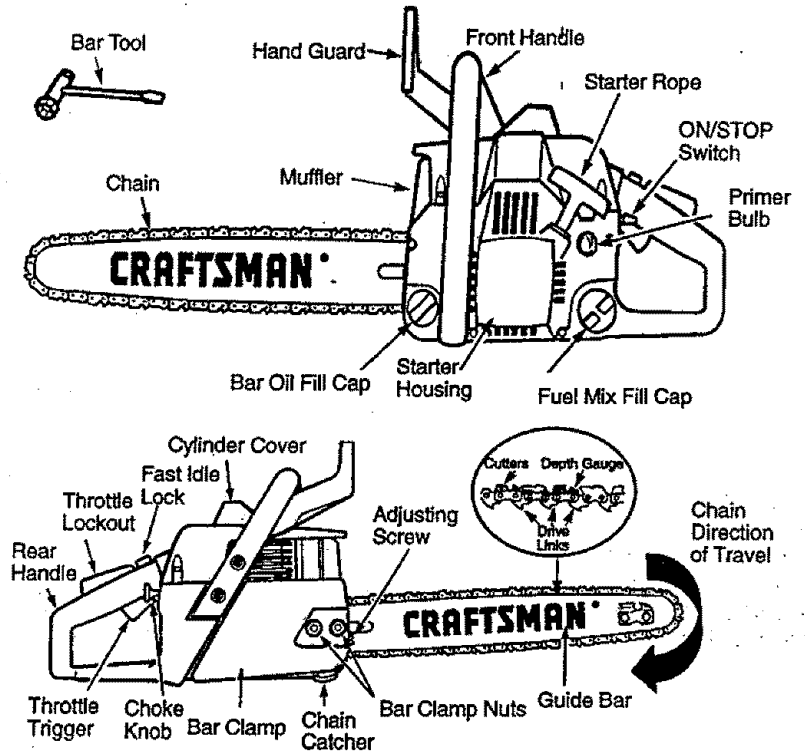 Bar Tool
Hand Guard
Front Handle
Starter Rope
ON/STOP
Switch
Primer
Bulb
Muffler
Chain
CRAFTSMAN
Bar Oil Fill Cap
Starter
Housing
Fuel Mix Fill Cap
Cylinder Cover
Fast Idle
Lock
Throttle
Lockout
Rear
Handle
Adjusting
Screw
Cutters
Depth Gauge
Drive
Links
Chain
Direction
of Travel
CRAFTSMAN
Throttle
Trigger
Choke
Knob
Bar Clamp
Chain
Catcher
Bar Clamp Nuts
Guide Bar